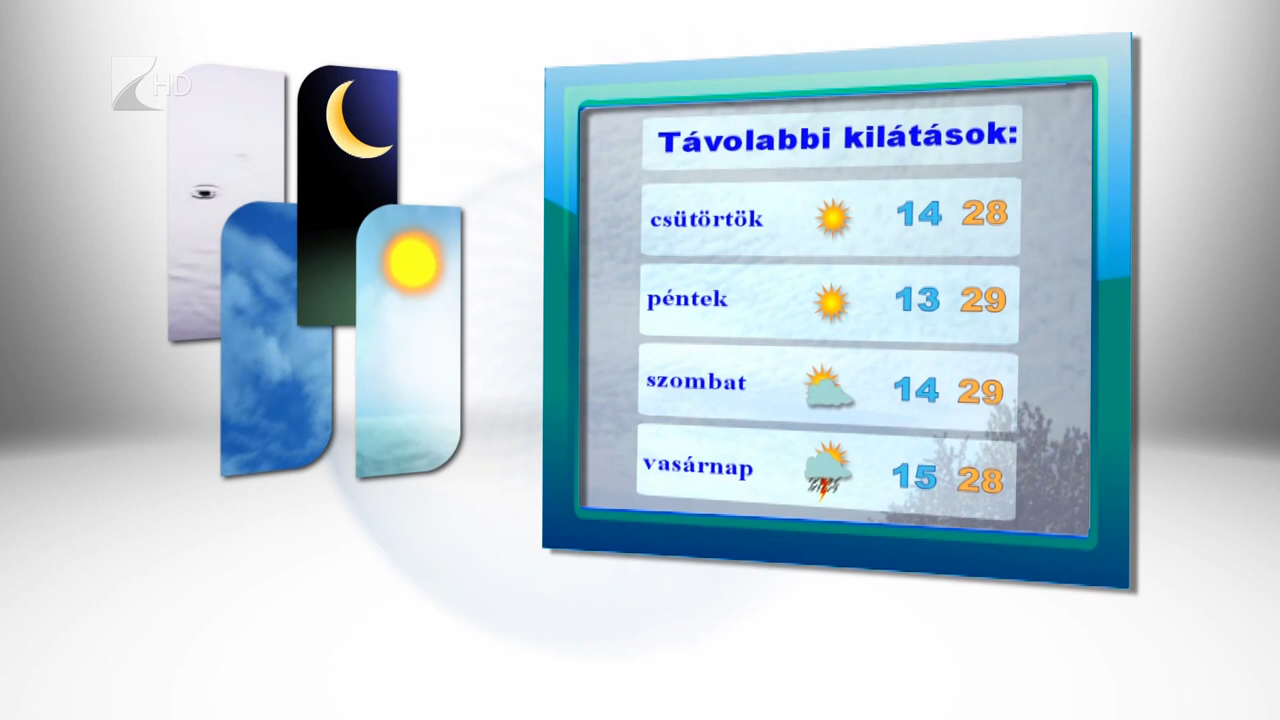 HD
Távolabbi kilátások:
csütörtök 14 28
péntek 13 29
szombat 14 29
vasárnap 15 28